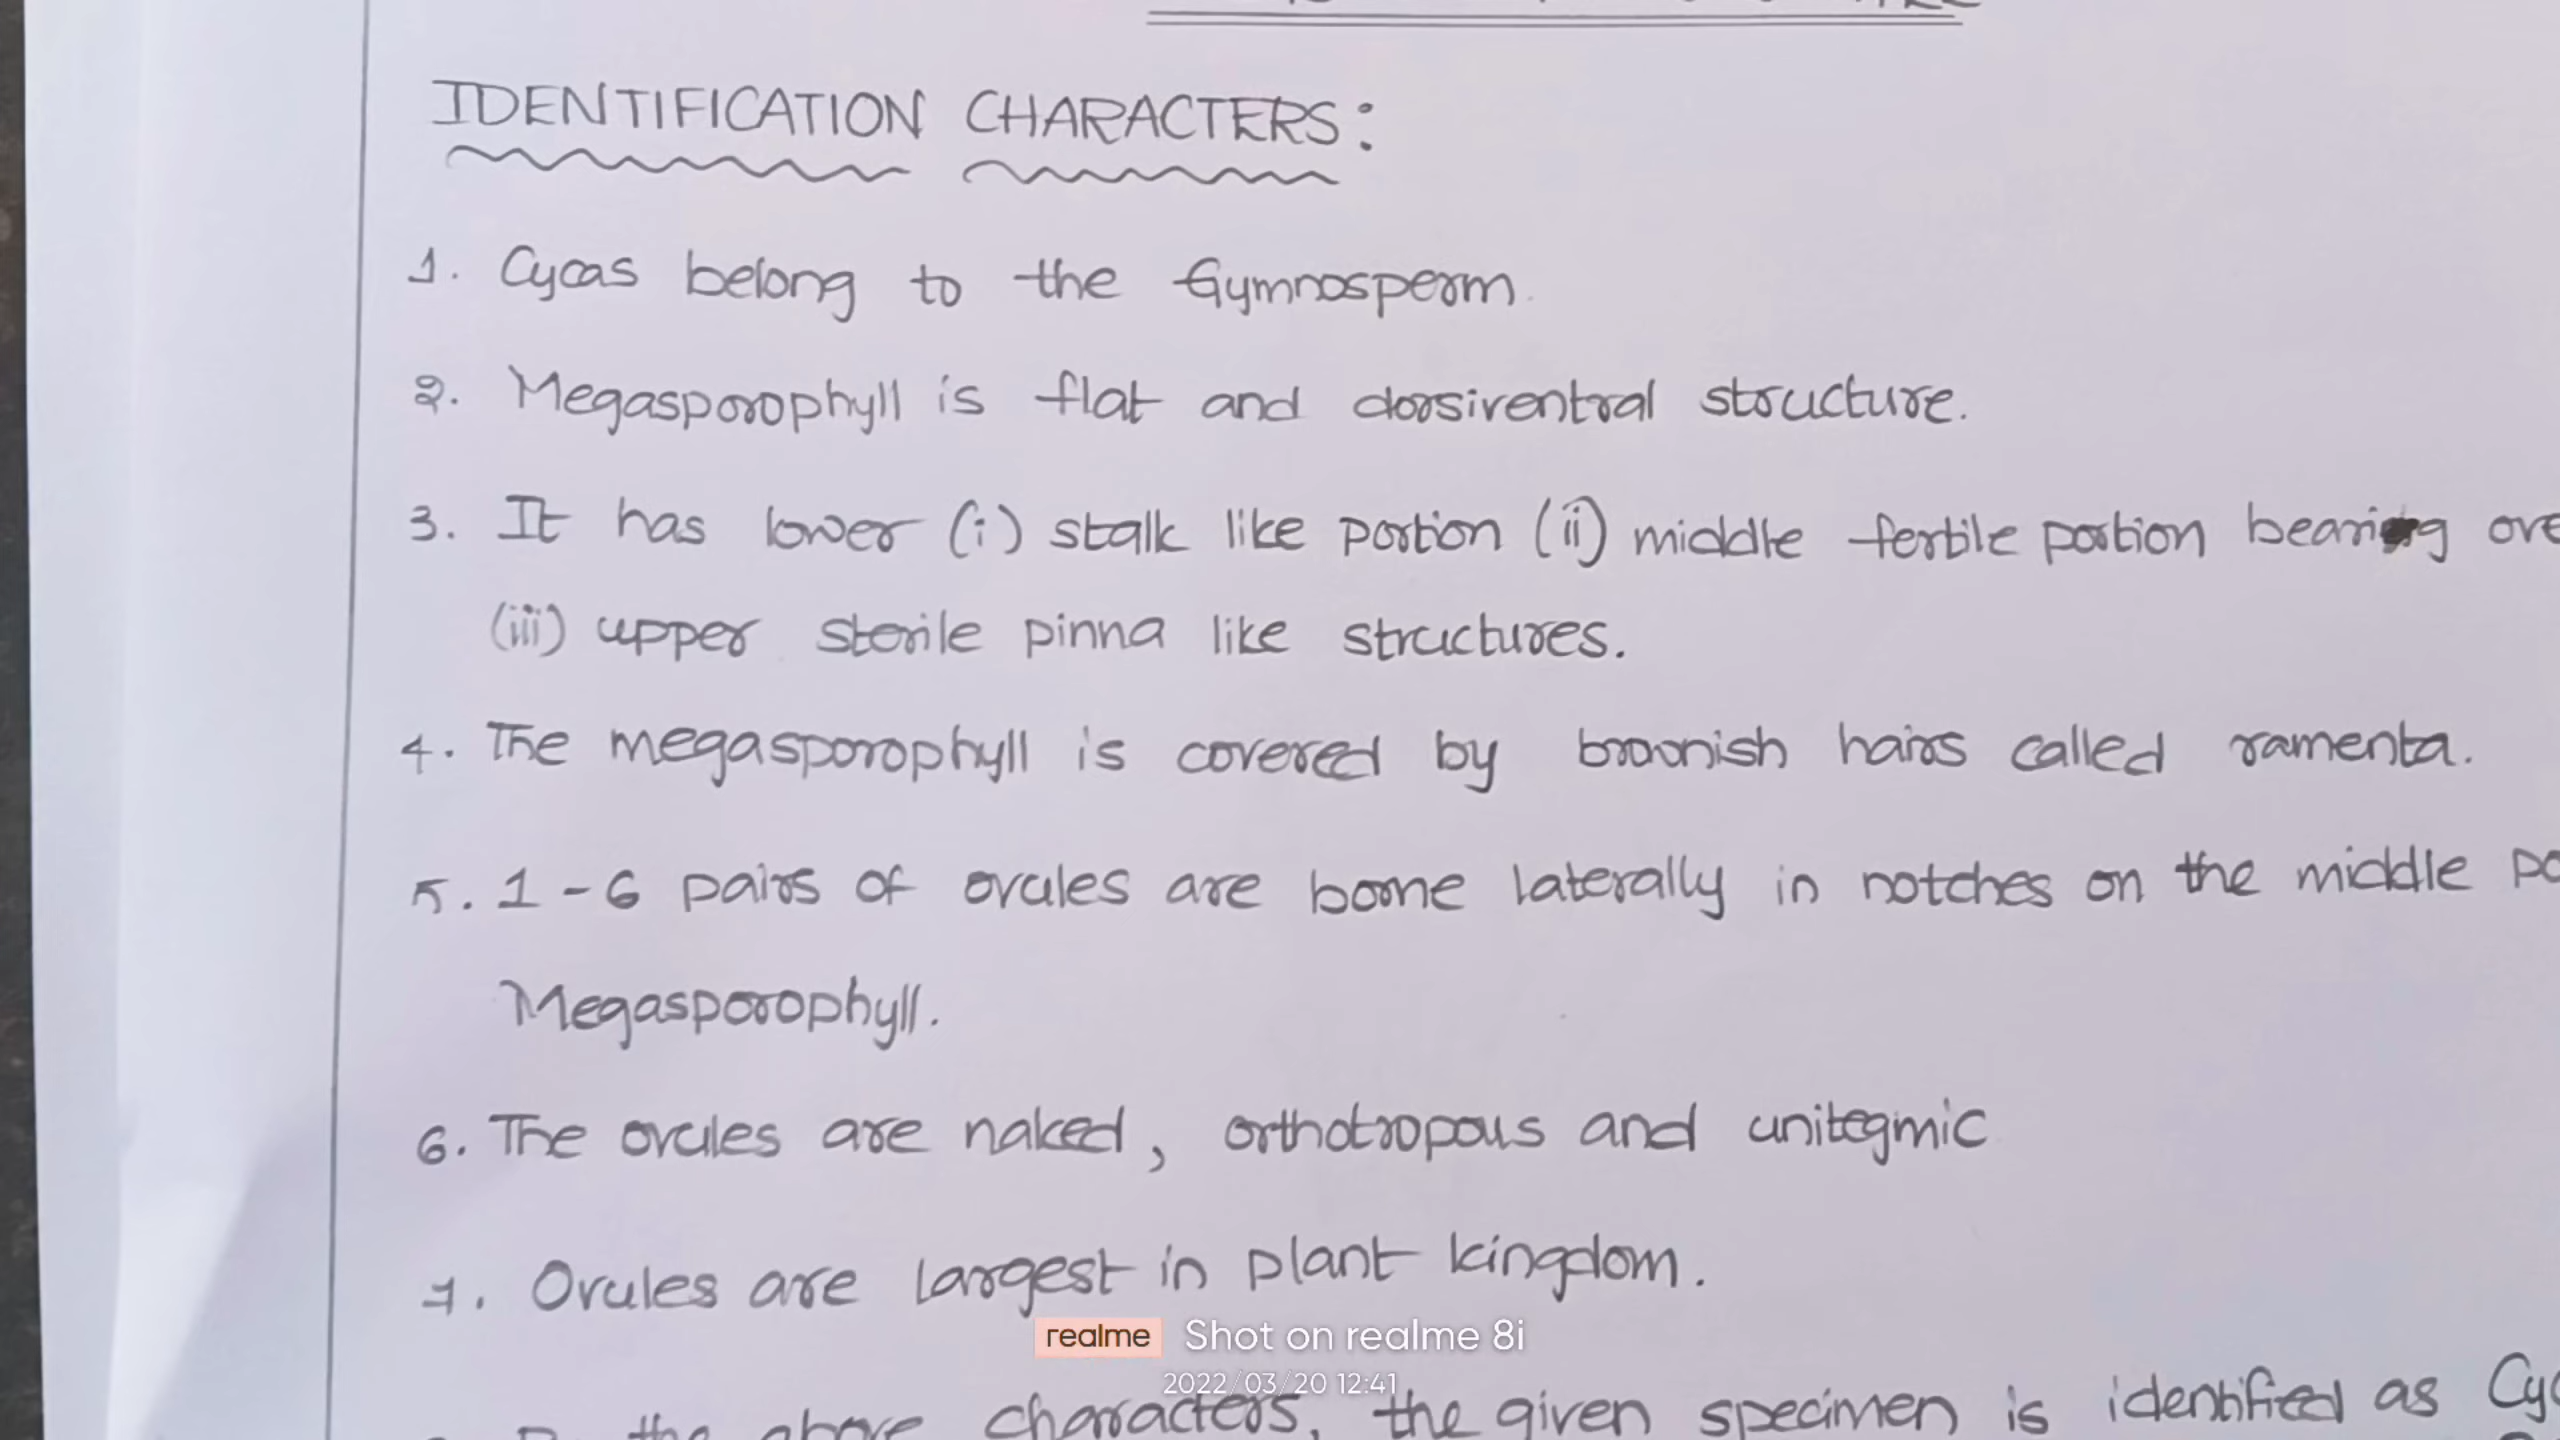 IDENTIFICATION CHARACTERS:
1. Cycas belong to the Gymnosperm.
2. Megasporophyll is flat and dorsiventral structure.
3. It has lower (i) stalk like portion (ii) middle fertile portion bearing
(iii) upper sterile pinna like structures.
4. The megasporophyll is covered by brownish hairs called ramenta.
5. 1-6 pairs of ovules are borne laterally in notches on the middle
Megasporophyll.
6. The ovules are naked, orthotropous and unitegmic
7. Ovules are largest in plant kingdom.
realme Shot on realme 8i
2022/03/20 12:41
the above characters, the given specimen is identified as